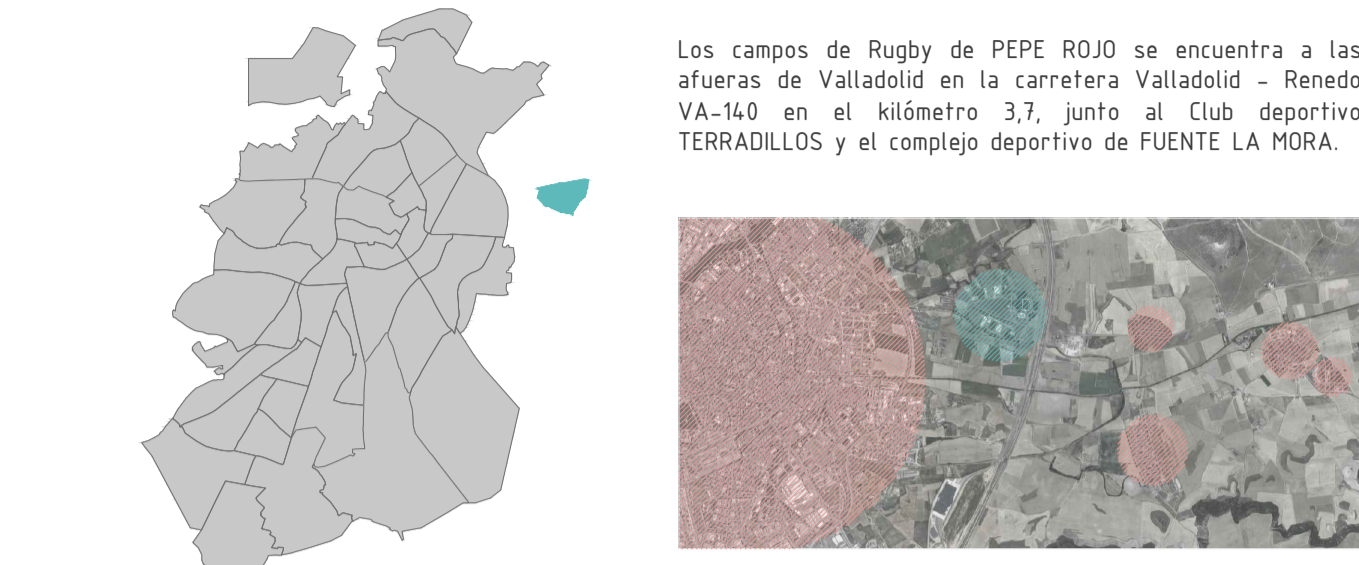 Los campos de Rugby de PEPE ROJO se encuentra a las
afueras de Valladolid en la carretera Valladolid - Renedo
VA-140 en el kilómetro 3,7, junto al Club deportivo
TERRADILLOS y el complejo deportivo de FUENTE LA MORA.